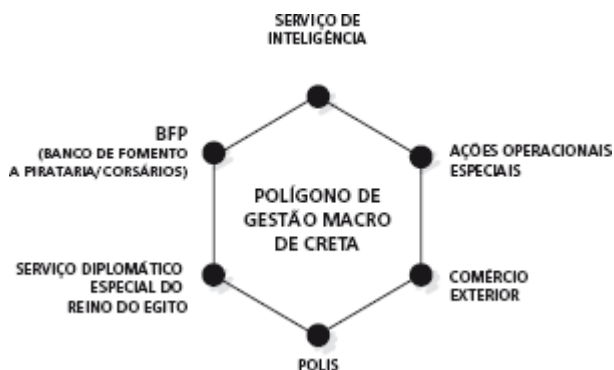 SERVIÇO DE
INTELIGÊNCIA
BFP
(BANCO DE FOMENTO
A PIRATARIA/CORSÁRIOS)
AÇÕES OPERACIONAIS
ESPECIAIS
POLÍGONO DE
GESTÃO MACRO
DE CRETA
SERVIÇO DIPLOMÁTICO
ESPECIAL DO
REINO DO EGITO
COMÉRCIO
EXTERIOR
POLIS